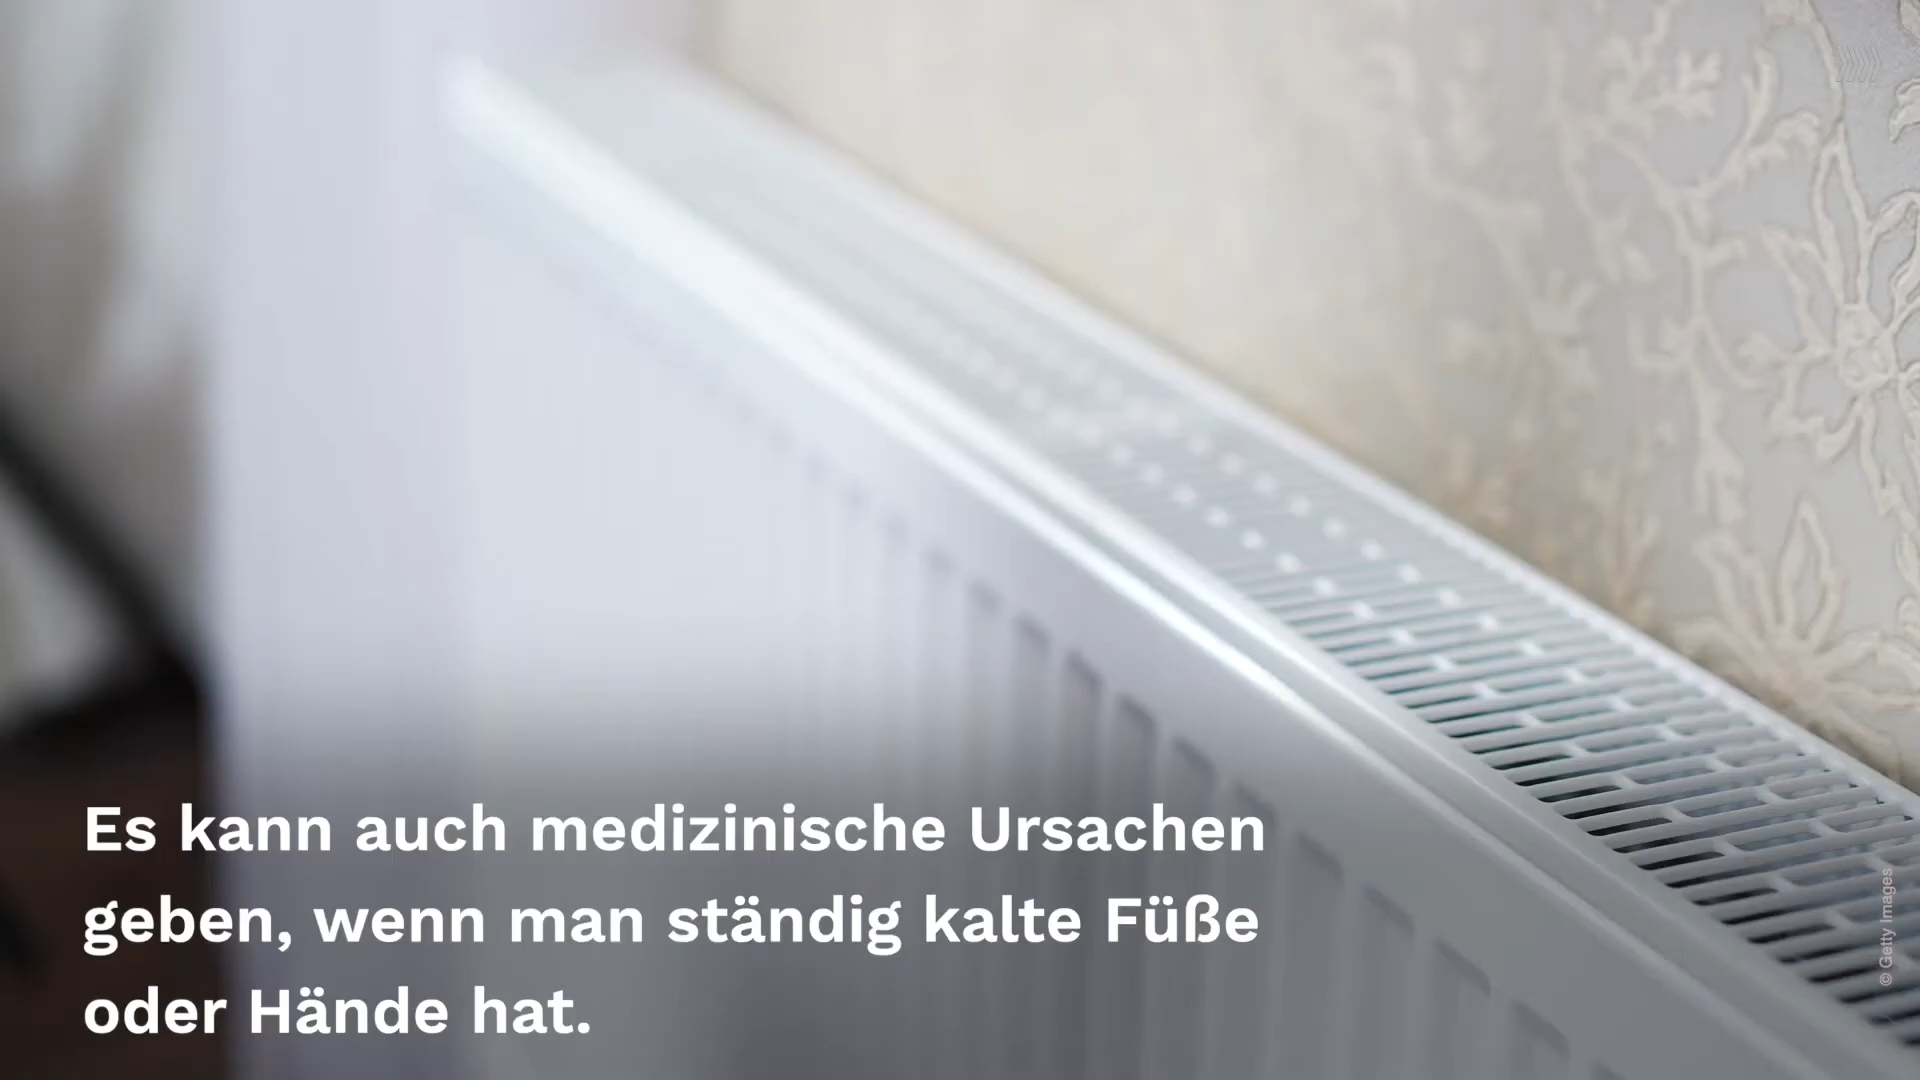 Es kann auch medizinische Ursachen
geben, wenn man ständig kalte Füße
oder Hände hat.
© Getty Images